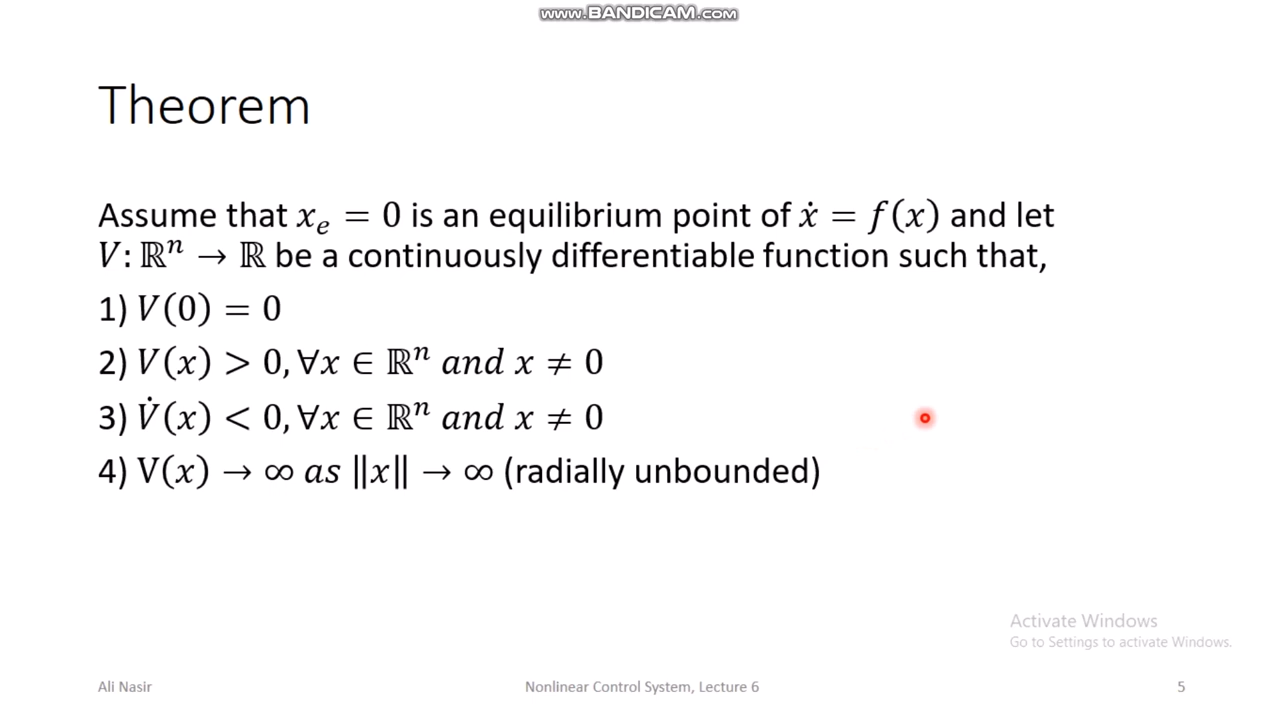 www.BANDICAM.com
Theorem
Assume that 𝑥ₑ = 0 is an equilibrium point of ẋ = 𝑓(𝑥) and let
𝑉: ℝⁿ → ℝ be a continuously differentiable function such that,
1) 𝑉(0) = 0
2) 𝑉(𝑥) > 0, ∀𝑥 ∈ ℝⁿ 𝑎𝑛𝑑 𝑥 ≠ 0
3) 𝑉̇(𝑥) < 0, ∀𝑥 ∈ ℝⁿ 𝑎𝑛𝑑 𝑥 ≠ 0
4) V(𝑥) → ∞ 𝑎𝑠 ‖𝑥‖ → ∞ (radially unbounded)
Activate Windows
Go to Settings to activate Windows.
Ali Nasir
Nonlinear Control System, Lecture 6
5